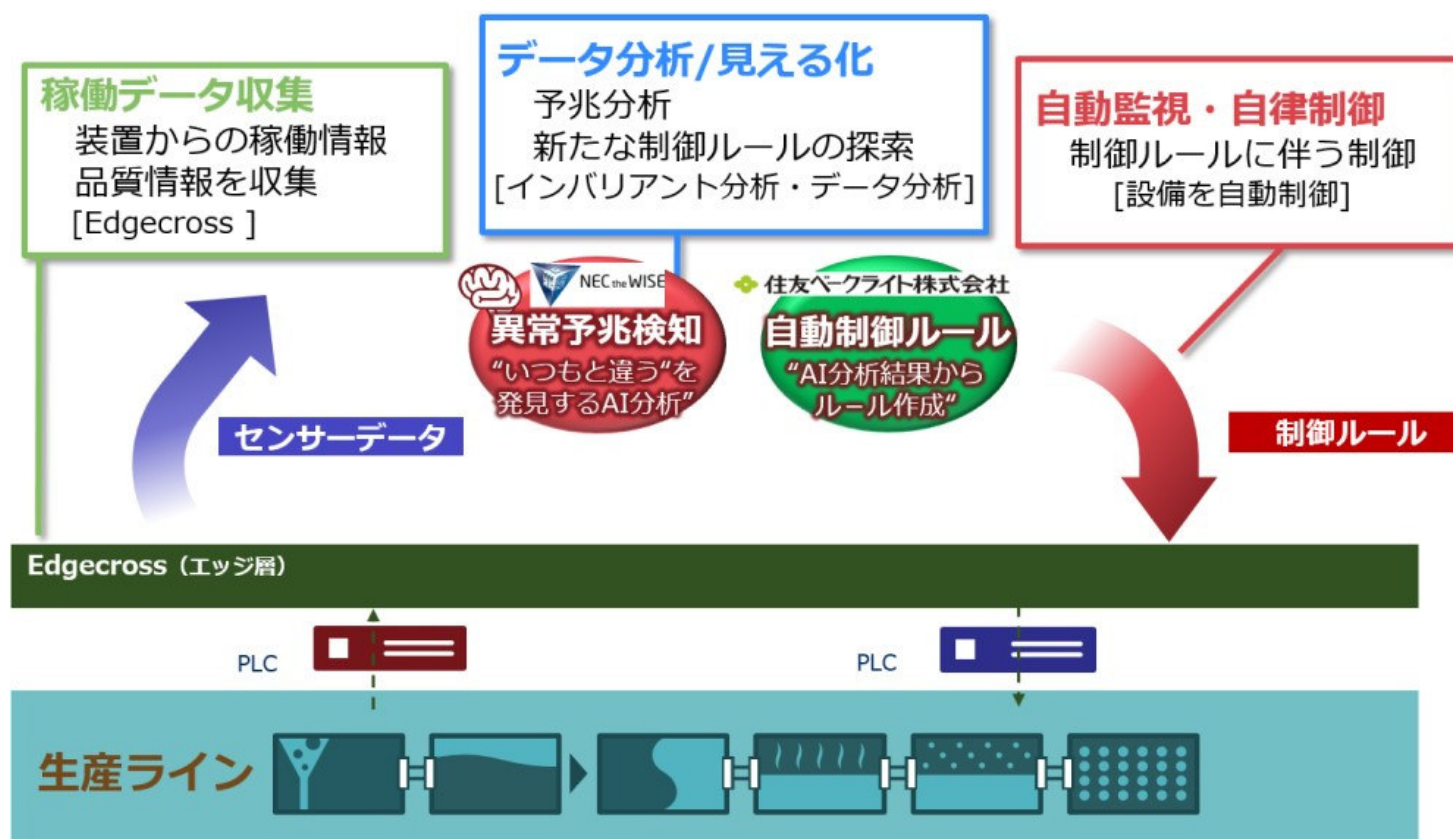 稼働データ収集
装置からの稼働情報
品質情報を収集
[Edgecross ]
データ分析/見える化
予兆分析
新たな制御ルールの探索
[インバリアント分析・データ分析]
自動監視・自律制御
制御ルールに伴う制御
[設備を自動制御]
NEC the WISE
異常予兆検知
“いつもと違う“を
発見するAI分析”
住友ベークライト株式会社
自動制御ルール
“AI分析結果から
ルール作成“
センサーデータ
制御ルール
Edgecross（エッジ層）
PLC
PLC
生産ライン